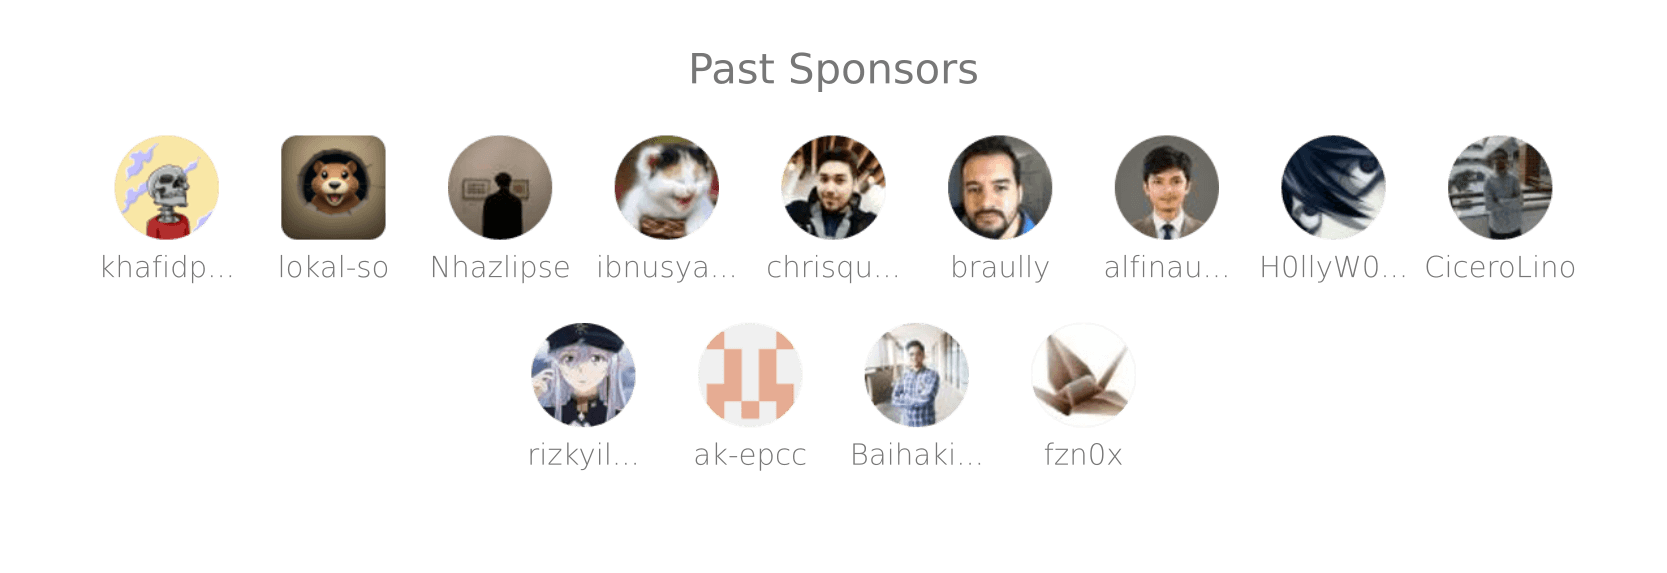 Past Sponsors
khafidp... lokal-so Nhazlipse ibnusya... chrisqu... braully alfinau... H0llyW0... CiceroLino
rizkyil... ak-epcc Baihaki... fzn0x